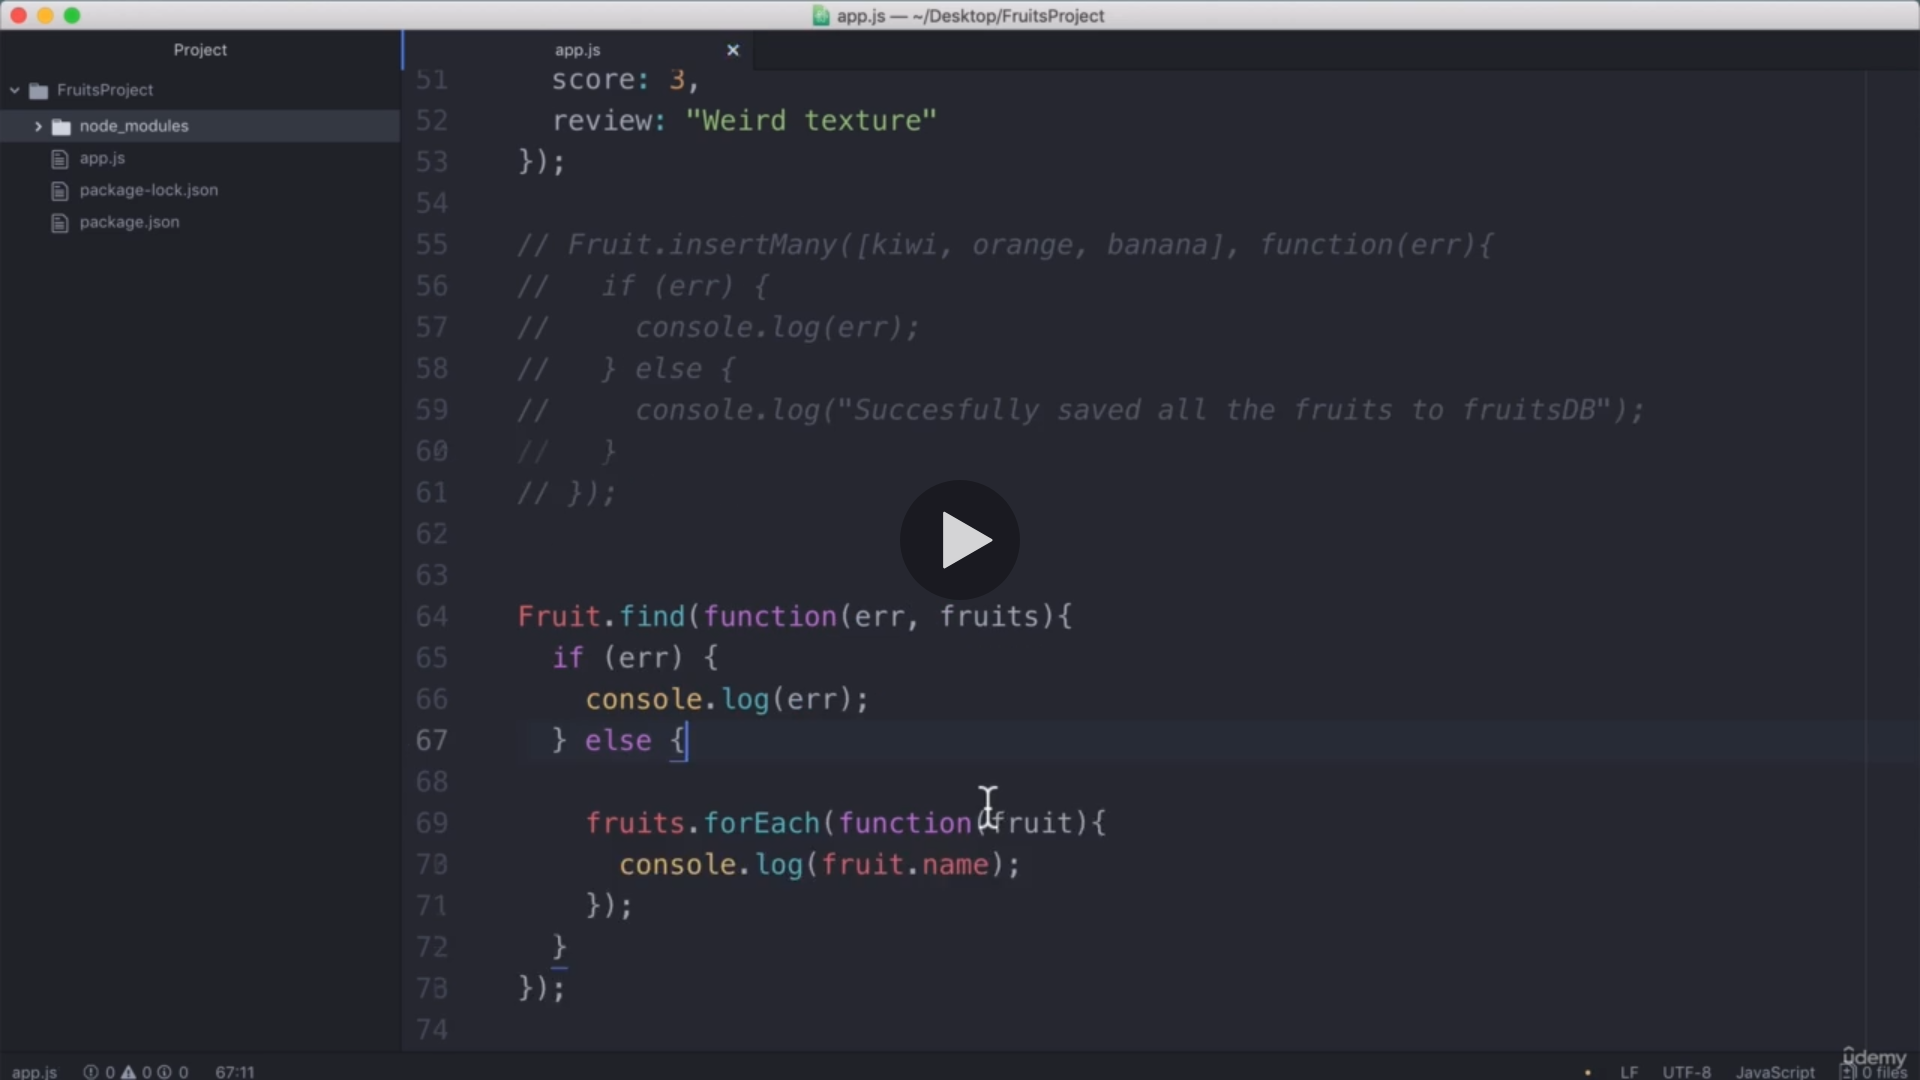 app.js — ~/Desktop/FruitsProject
Project
app.js
FruitsProject
node_modules
app.js
package-lock.json
package.json
51 score: 3,
52 review: "Weird texture"
53 });
54
55 // Fruit.insertMany([kiwi, orange, banana], function(err){
56 // if (err) {
57 // console.log(err);
58 // } else {
59 // console.log("Succesfully saved all the fruits to fruitsDB");
60 // }
61 // });
62
63
64 Fruit.find(function(err, fruits){
65 if (err) {
66 console.log(err);
67 } else {
68
69 fruits.forEach(function(fruit){
70 console.log(fruit.name);
71 });
72 }
73 });
74
app.js 0 0 0 67:11 LF UTF-8 JavaScript 0 files
ûdemy